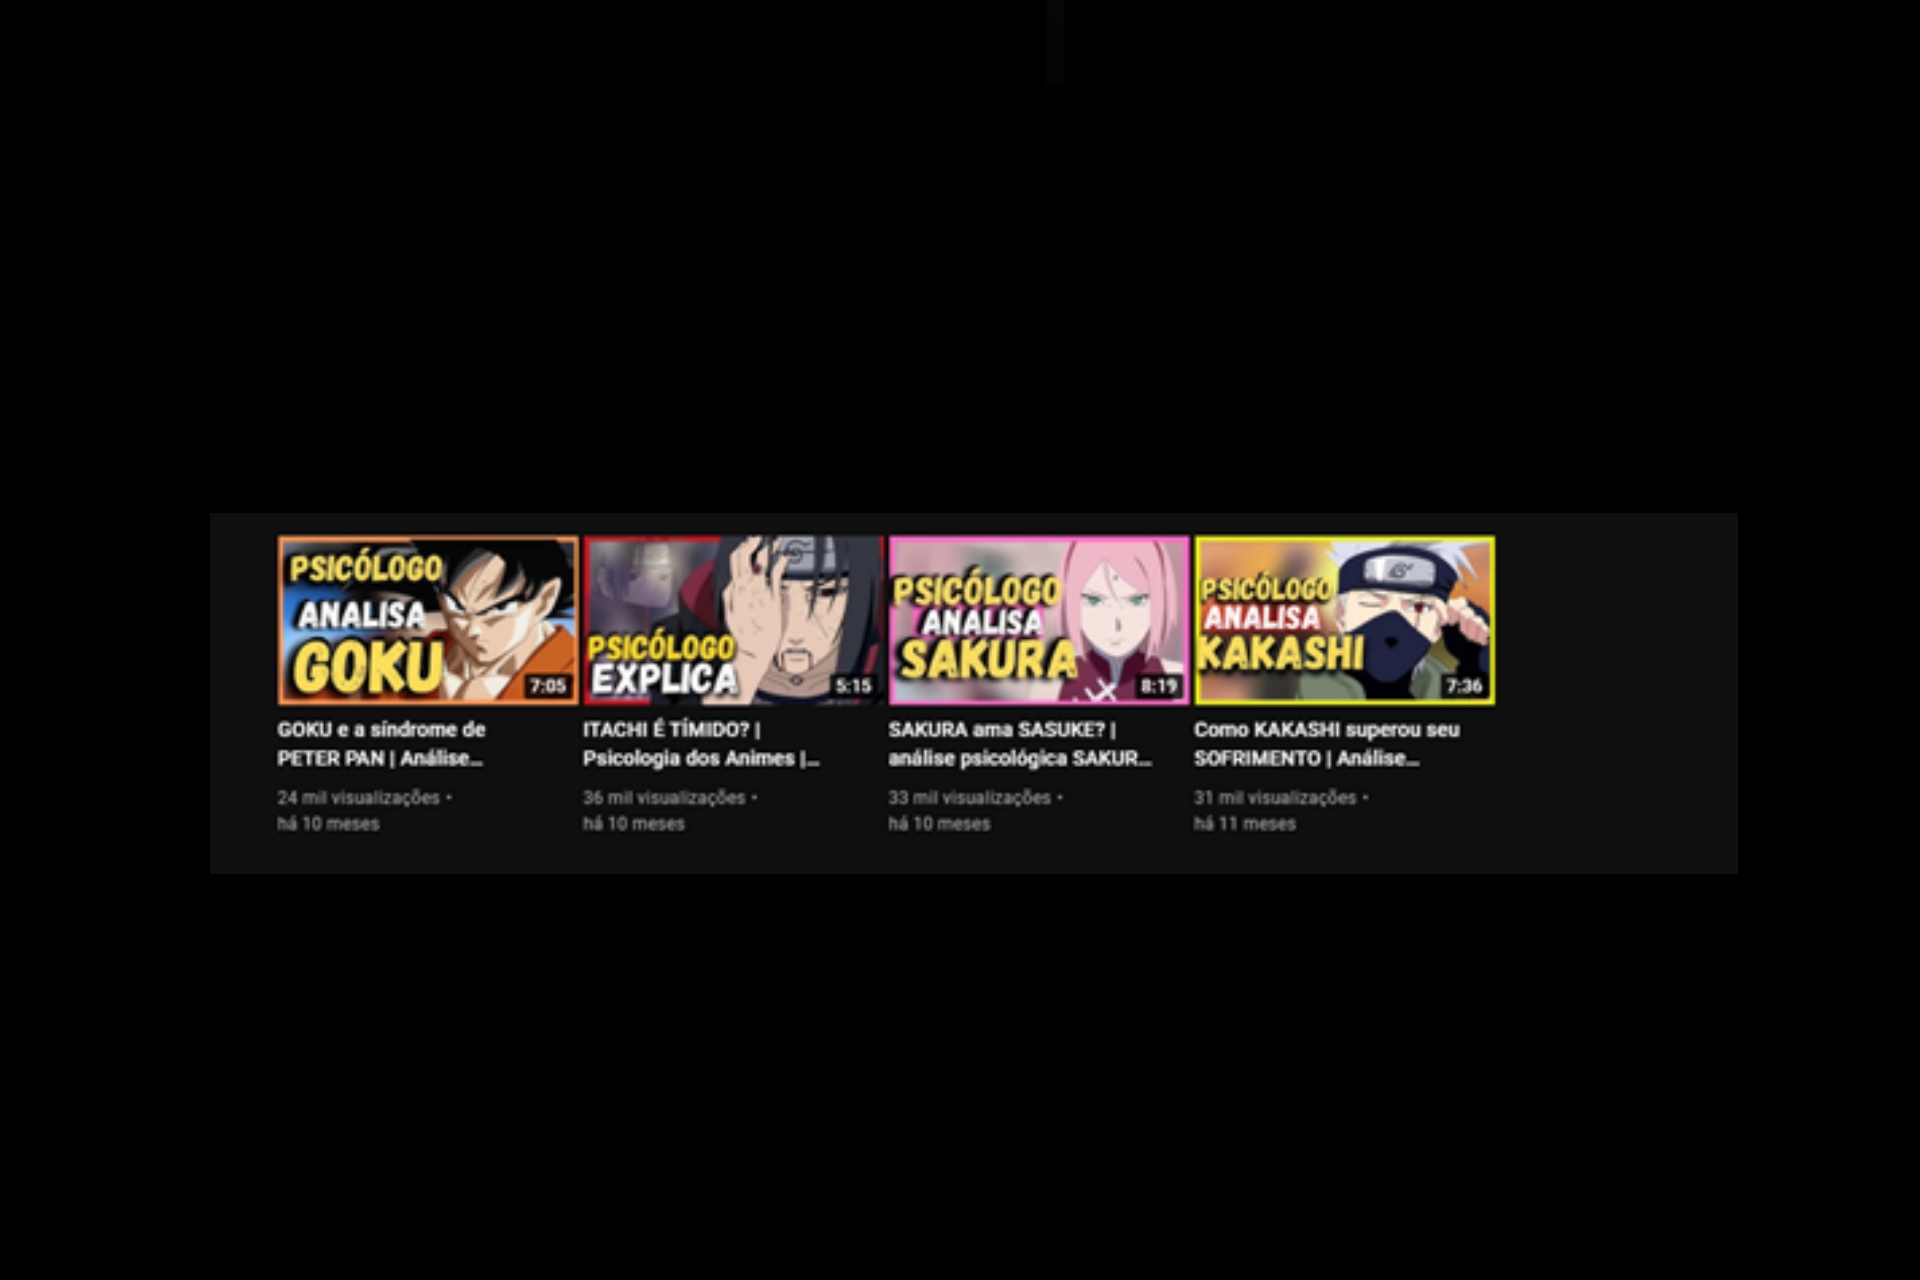 PSICÓLOGO
ANALISA
GOKU
7:05
GOKU e a síndrome de
PETER PAN | Análise...
24 mil visualizações •
há 10 meses
PSICÓLOGO
EXPLICA
5:15
ITACHI É TÍMIDO? |
Psicologia dos Animes |...
36 mil visualizações •
há 10 meses
PSICÓLOGO
ANALISA
SAKURA
8:19
SAKURA ama SASUKE? |
análise psicológica SAKUR...
33 mil visualizações •
há 10 meses
PSICÓLOGO
ANALISA
KAKASHI
7:36
Como KAKASHI superou seu
SOFRIMENTO | Análise...
31 mil visualizações •
há 11 meses